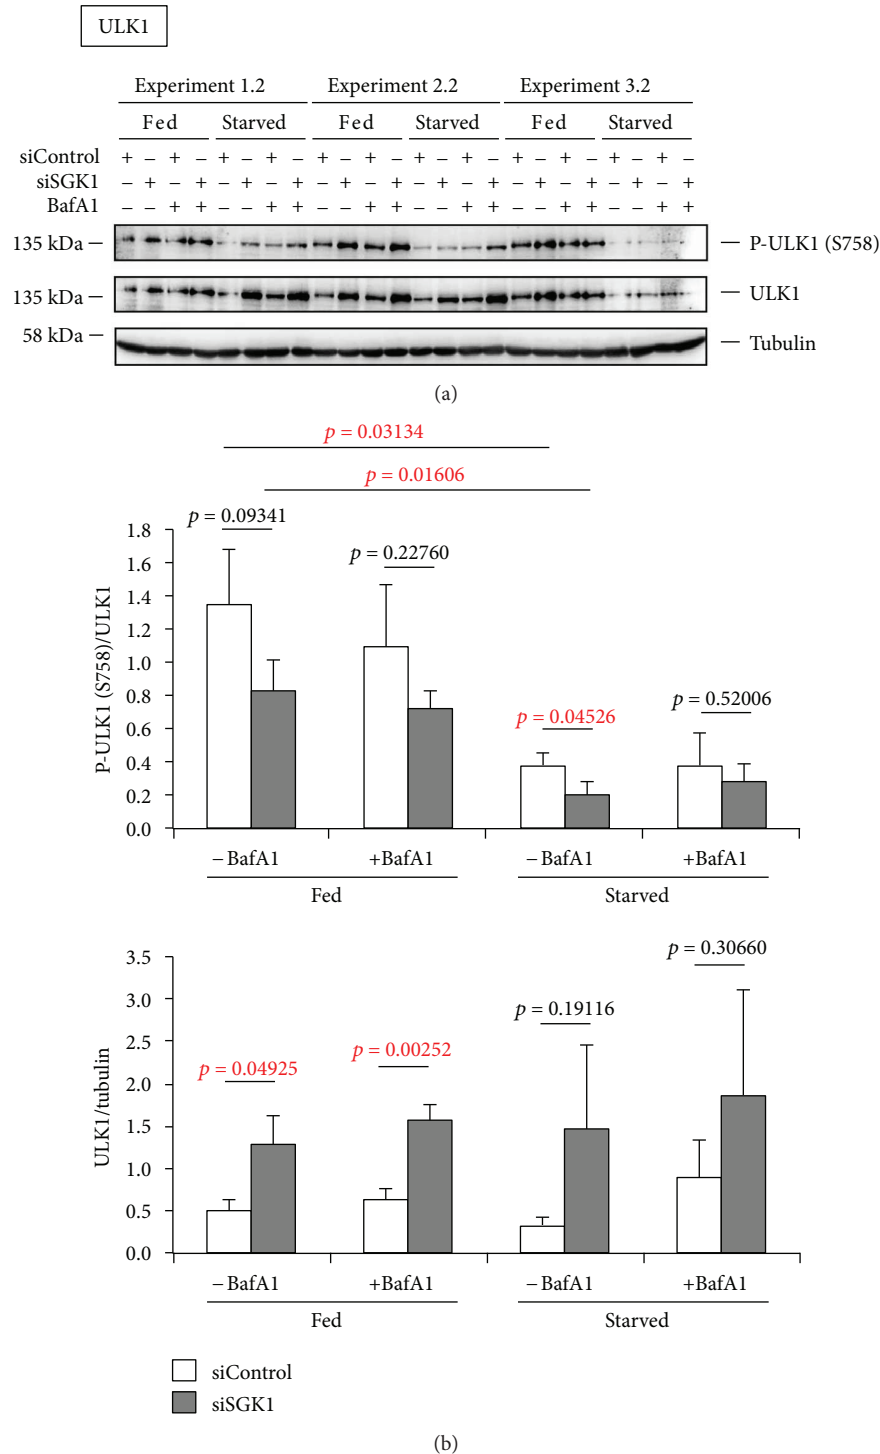 ULK1
Experiment 1.2 Experiment 2.2 Experiment 3.2
Fed Starved Fed Starved Fed Starved
siControl + – + – + – + – + – + – + – + – + – + – + – + –
siSGK1 – + – + – + – + – + – + – + – + – + – + – + – +
BafA1 – – + + – – + + – – + + – – + + – – + + – – + +
135 kDa – – P-ULK1 (S758)
135 kDa – – ULK1
58 kDa – – Tubulin
(a)
p = 0.03134
p = 0.01606
p = 0.09341
p = 0.22760
p = 0.04526
p = 0.52006
P-ULK1 (S758)/ULK1
1.8
1.6
1.4
1.2
1.0
0.8
0.6
0.4
0.2
0.0
–BafA1 +BafA1 –BafA1 +BafA1
Fed Starved
p = 0.04925
p = 0.00252
p = 0.19116
p = 0.30660
ULK1/tubulin
3.5
3.0
2.5
2.0
1.5
1.0
0.5
0.0
–BafA1 +BafA1 –BafA1 +BafA1
Fed Starved
siControl
siSGK1
(b)